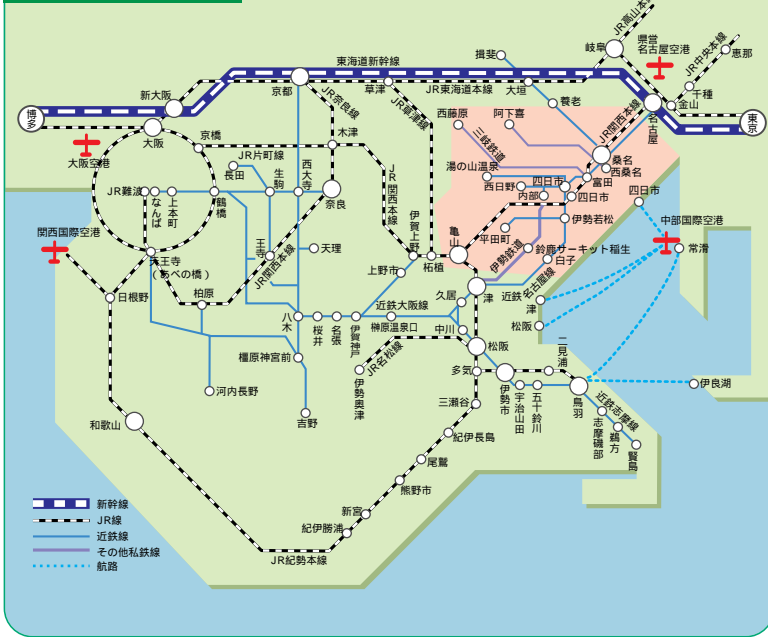 JR高山本線
岐阜
県営
名古屋空港
JR中央本線
恵那
揖斐
東海道新幹線
新大阪
京都
草津
JR東海道本線
大垣
千種
金山
博多
大阪
JR奈良線
JR草津線
養老
名古屋
東京
大阪空港
京橋
木津
西藤原
阿下喜
JR関西本線
三岐鉄道
JR片町線
長田
生駒
西大寺
JR関西本線
湯の山温泉
桑名
西桑名
富田
四日市
西日野
内部
四日市
四日市
JR難波
なんば
上本町
鶴橋
奈良
伊賀上野
亀山
平田町
伊勢若松
中部国際空港
関西国際空港
天王寺
(あべの橋)
王寺
JR関西本線
天理
上野市
柘植
伊勢鉄道
鈴鹿サーキット稲生
白子
常滑
日根野
柏原
久居
津
近鉄名古屋線
津
八木
桜井
名張
伊賀神戸
近鉄大阪線
榊原温泉口
中川
松阪
松阪
二見浦
橿原神宮前
JR名松線
伊勢奥津
多気
伊勢市
宇治山田
五十鈴川
鳥羽
伊良湖
河内長野
吉野
三瀬谷
近鉄志摩線
志摩磯部
鵜方
賢島
和歌山
紀伊長島
尾鷲
熊野市
新宮
紀伊勝浦
JR紀勢本線
新幹線
JR線
近鉄線
その他私鉄線
航路